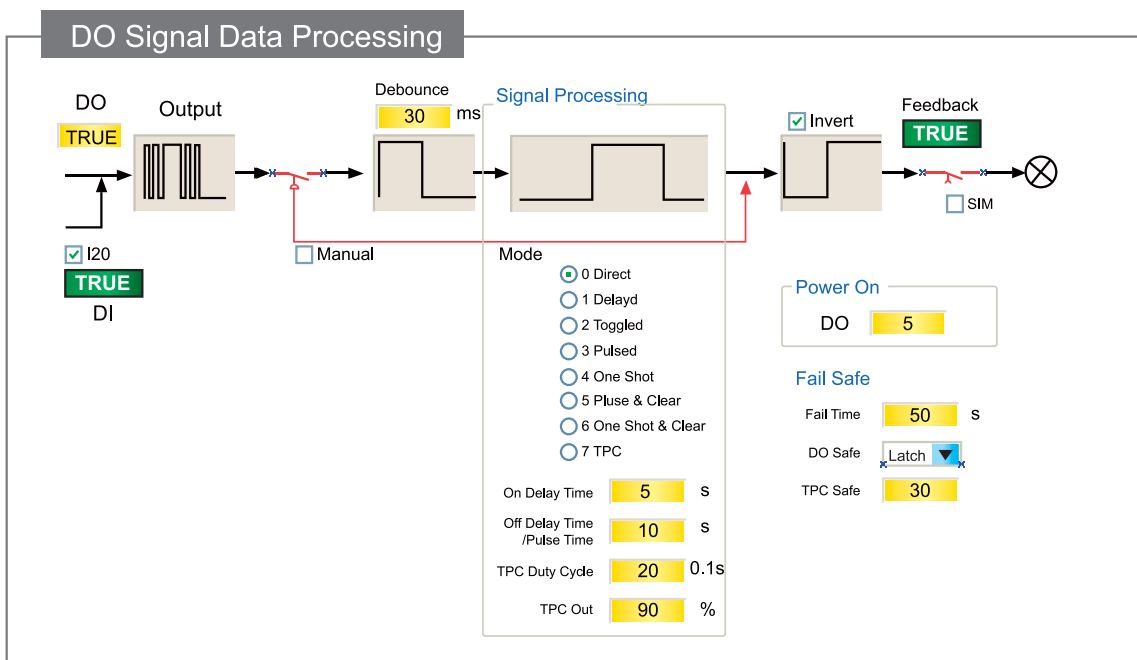 DO Signal Data Processing
DO
TRUE
Output
Debounce
30 ms
Signal Processing
Invert
Feedback
TRUE
SIM
I20
TRUE
DI
Manual
Mode
0 Direct
1 Delayd
2 Toggled
3 Pulsed
4 One Shot
5 Pluse & Clear
6 One Shot & Clear
7 TPC
On Delay Time 5 s
Off Delay Time
/Pulse Time 10 s
TPC Duty Cycle 20 0.1s
TPC Out 90 %
Power On
DO 5
Fail Safe
Fail Time 50 s
DO Safe Latch
TPC Safe 30